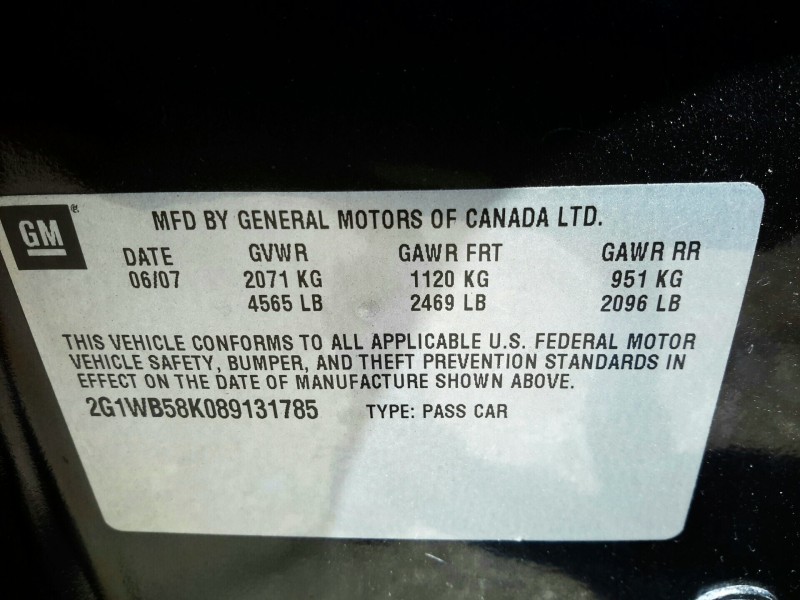 GM®
MFD BY GENERAL MOTORS OF CANADA LTD.
DATE GVWR GAWR FRT GAWR RR
06/07 2071 KG 1120 KG 951 KG
4565 LB 2469 LB 2096 LB
THIS VEHICLE CONFORMS TO ALL APPLICABLE U.S. FEDERAL MOTOR
VEHICLE SAFETY, BUMPER, AND THEFT PREVENTION STANDARDS IN
EFFECT ON THE DATE OF MANUFACTURE SHOWN ABOVE.
2G1WB58K089131785 TYPE: PASS CAR